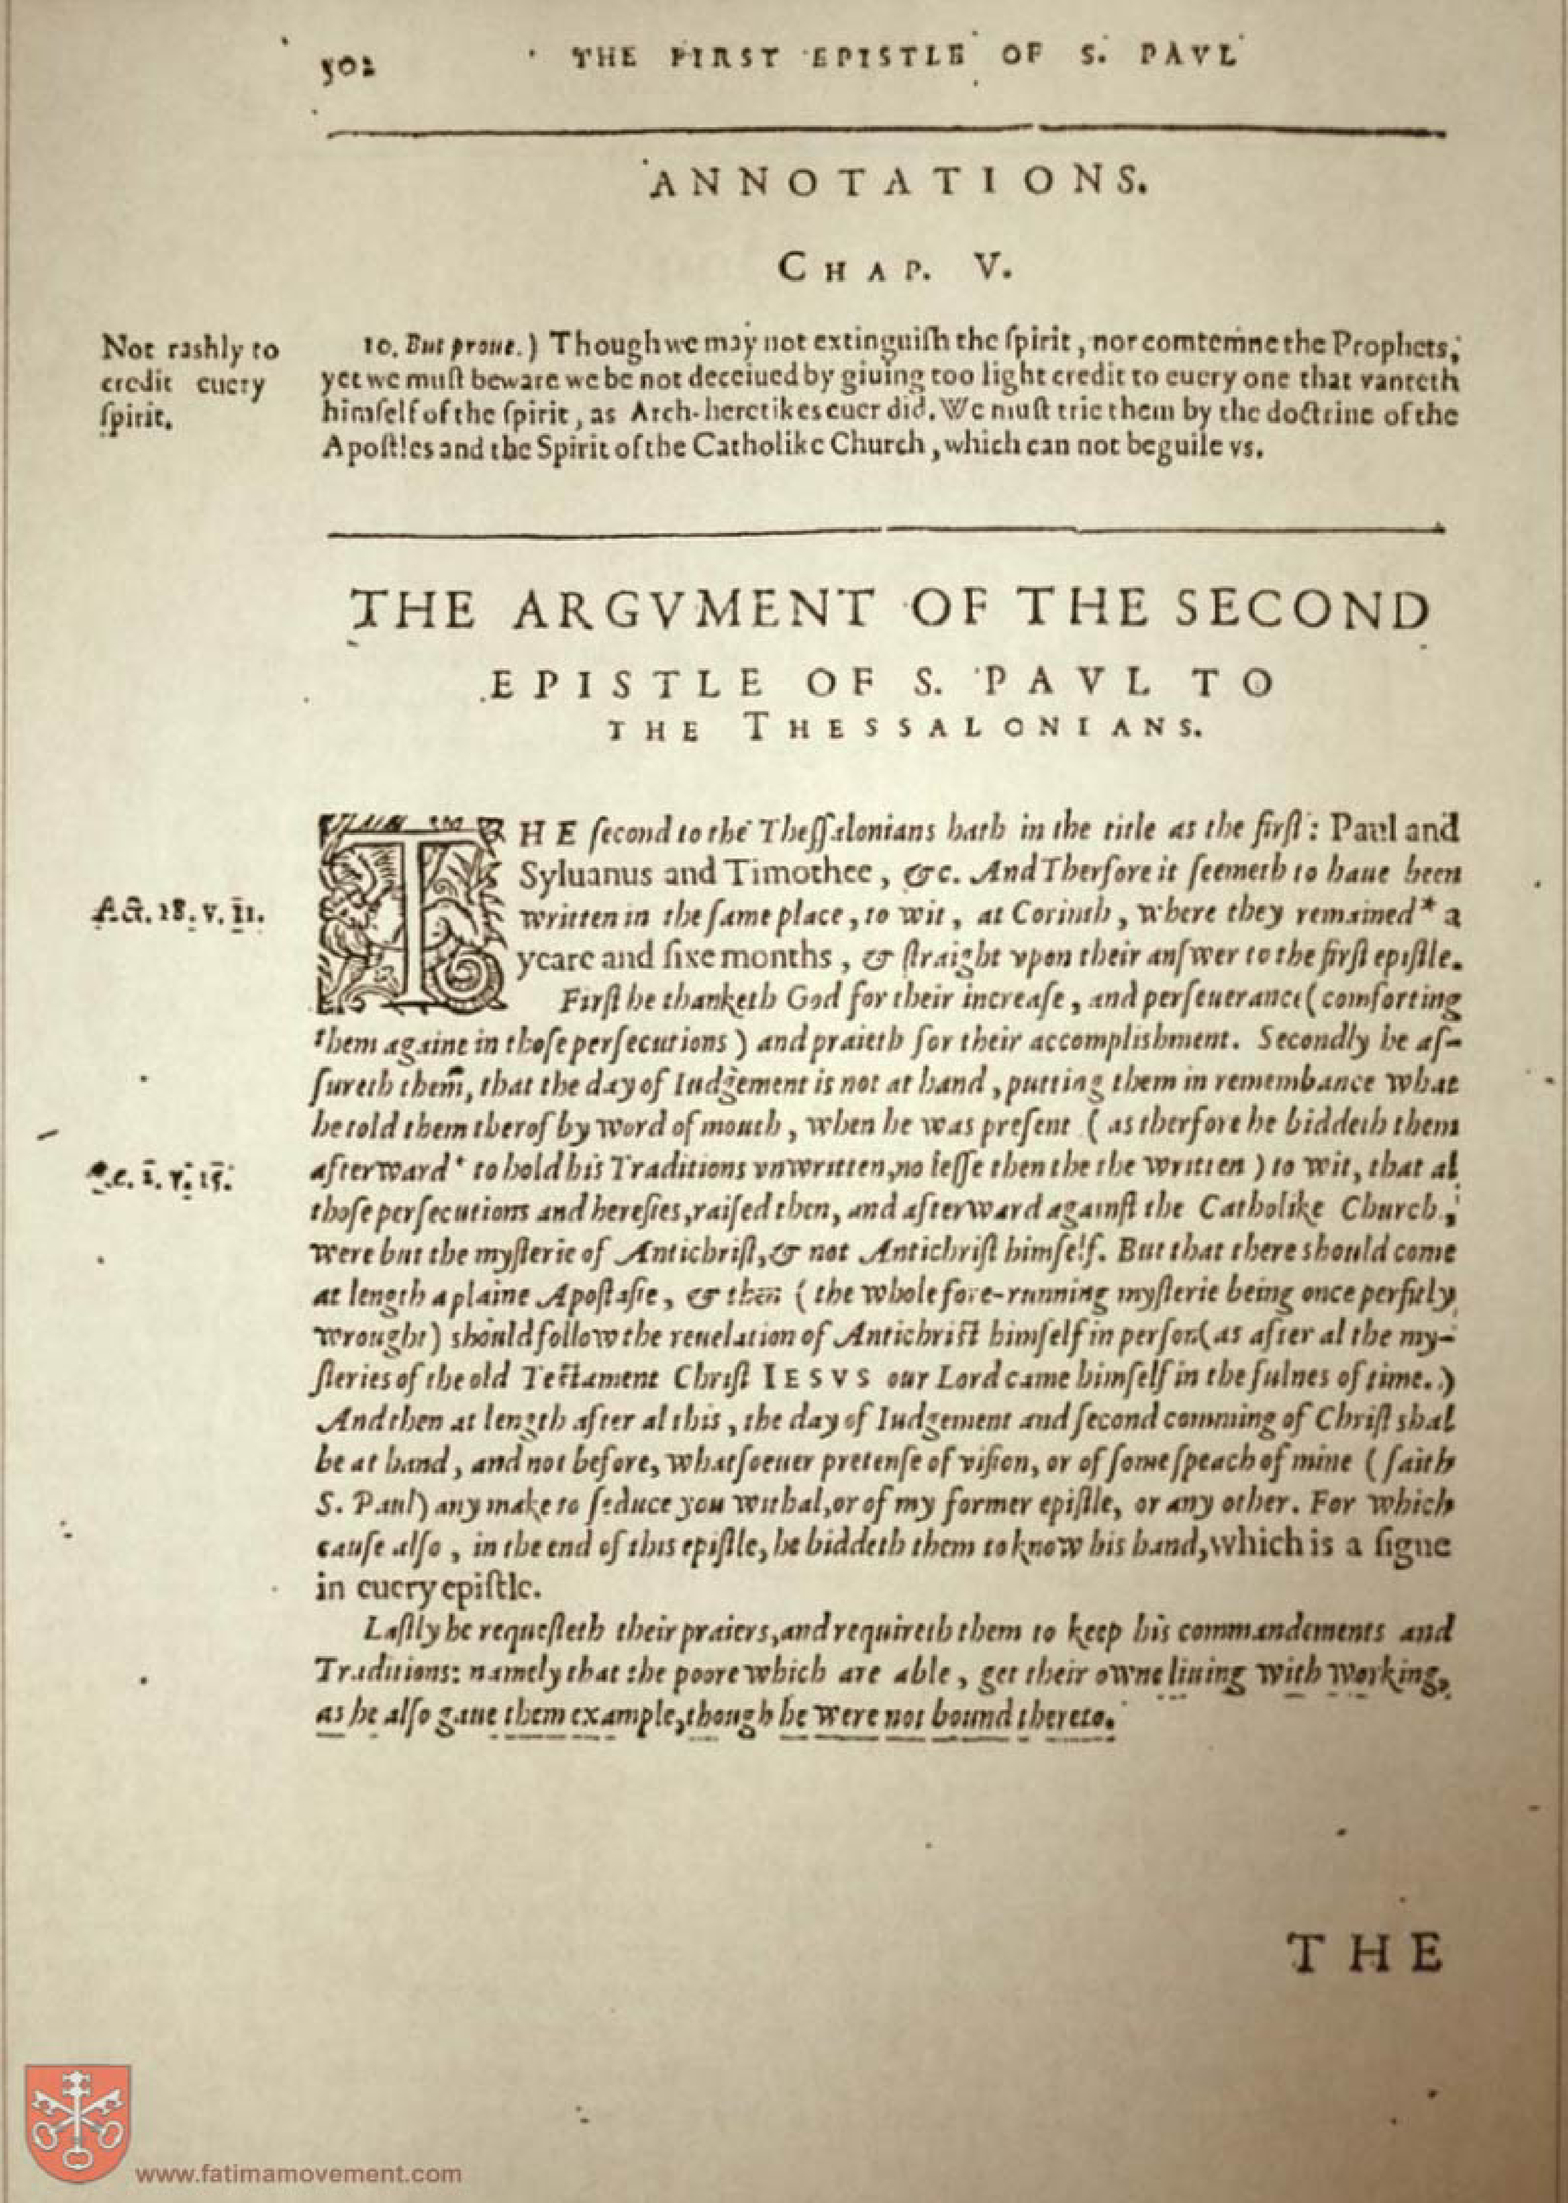 502 THE FIRST EPISTLE OF S. PAVL
ANNOTATIONS.
CHAP. V.
Not rashly to
credit euery
ſpirit.
10. But proue.) Though we may not extinguiſh the ſpirit, nor comtemne the Prophets,
yet we muſt beware we be not deceiued by giuing too light credit to euery one that vanteth
himſelf of the ſpirit, as Arch-heretikes euer did. We muſt trie them by the doctrine of the
Apoſtles and the Spirit of the Catholike Church, which can not beguile vs.
THE ARGVMENT OF THE SECOND
EPISTLE OF S. PAVL TO
THE THESSALONIANS.
THE ſecond to the Theſſalonians hath in the title as the firſt: Paul and
Syluanus and Timothee, &c. And Therfore it ſeemeth to haue been
Act. 18. v. 11.
written in the ſame place, to wit, at Corinth, where they remained* a
yeare and ſixe months, & ſtraight vpon their anſwer to the firſt epiſtle.
Firſt he thanketh God for their increaſe, and perſeuerance (comforting
them againe in thoſe perſecutions) and praieth for their accomplishment. Secondly he aſ-
ſureth them, that the day of Iudgement is not at hand, putting them in remembance what
he told them therof by word of mouth, when he was preſent (as therfore he biddeth them
c. 2. v. 15.
afterward* to hold his Traditions vnwritten, no leſſe then the the written) to wit, that al
thoſe perſecutions and hereſies, raiſed then, and afterward againſt the Catholike Church,
were but the myſterie of Antichriſt, & not Antichriſt himſelf. But that there should come
at length a plaine Apoſtaſie, & then (the whole fore-running myſterie being once perfitly
wrought) should follow the reuelation of Antichriſt himſelf in perſon (as after al the my-
ſteries of the old Teſtament Chriſt IESVS our Lord came himſelf in the fulnes of time.)
And then at length after al this, the day of Iudgement and ſecond comming of Chriſt shal
be at hand, and not before, whatſoeuer pretenſe of viſion, or of ſome ſpeach of mine (ſaith
S. Paul) any make to ſeduce you withal, or of my former epiſtle, or any other. For which
cauſe alſo, in the end of this epiſtle, he biddeth them to know his hand, which is a ſigne
in euery epiſtle.
Laſtly he requeſteth their praiers, and requireth them to keep his commandements and
Traditions: namely that the poore which are able, get their owne liuing with working,
as he alſo gaue them example, though he were not bound thereto.
THE
www.fatimamovement.com